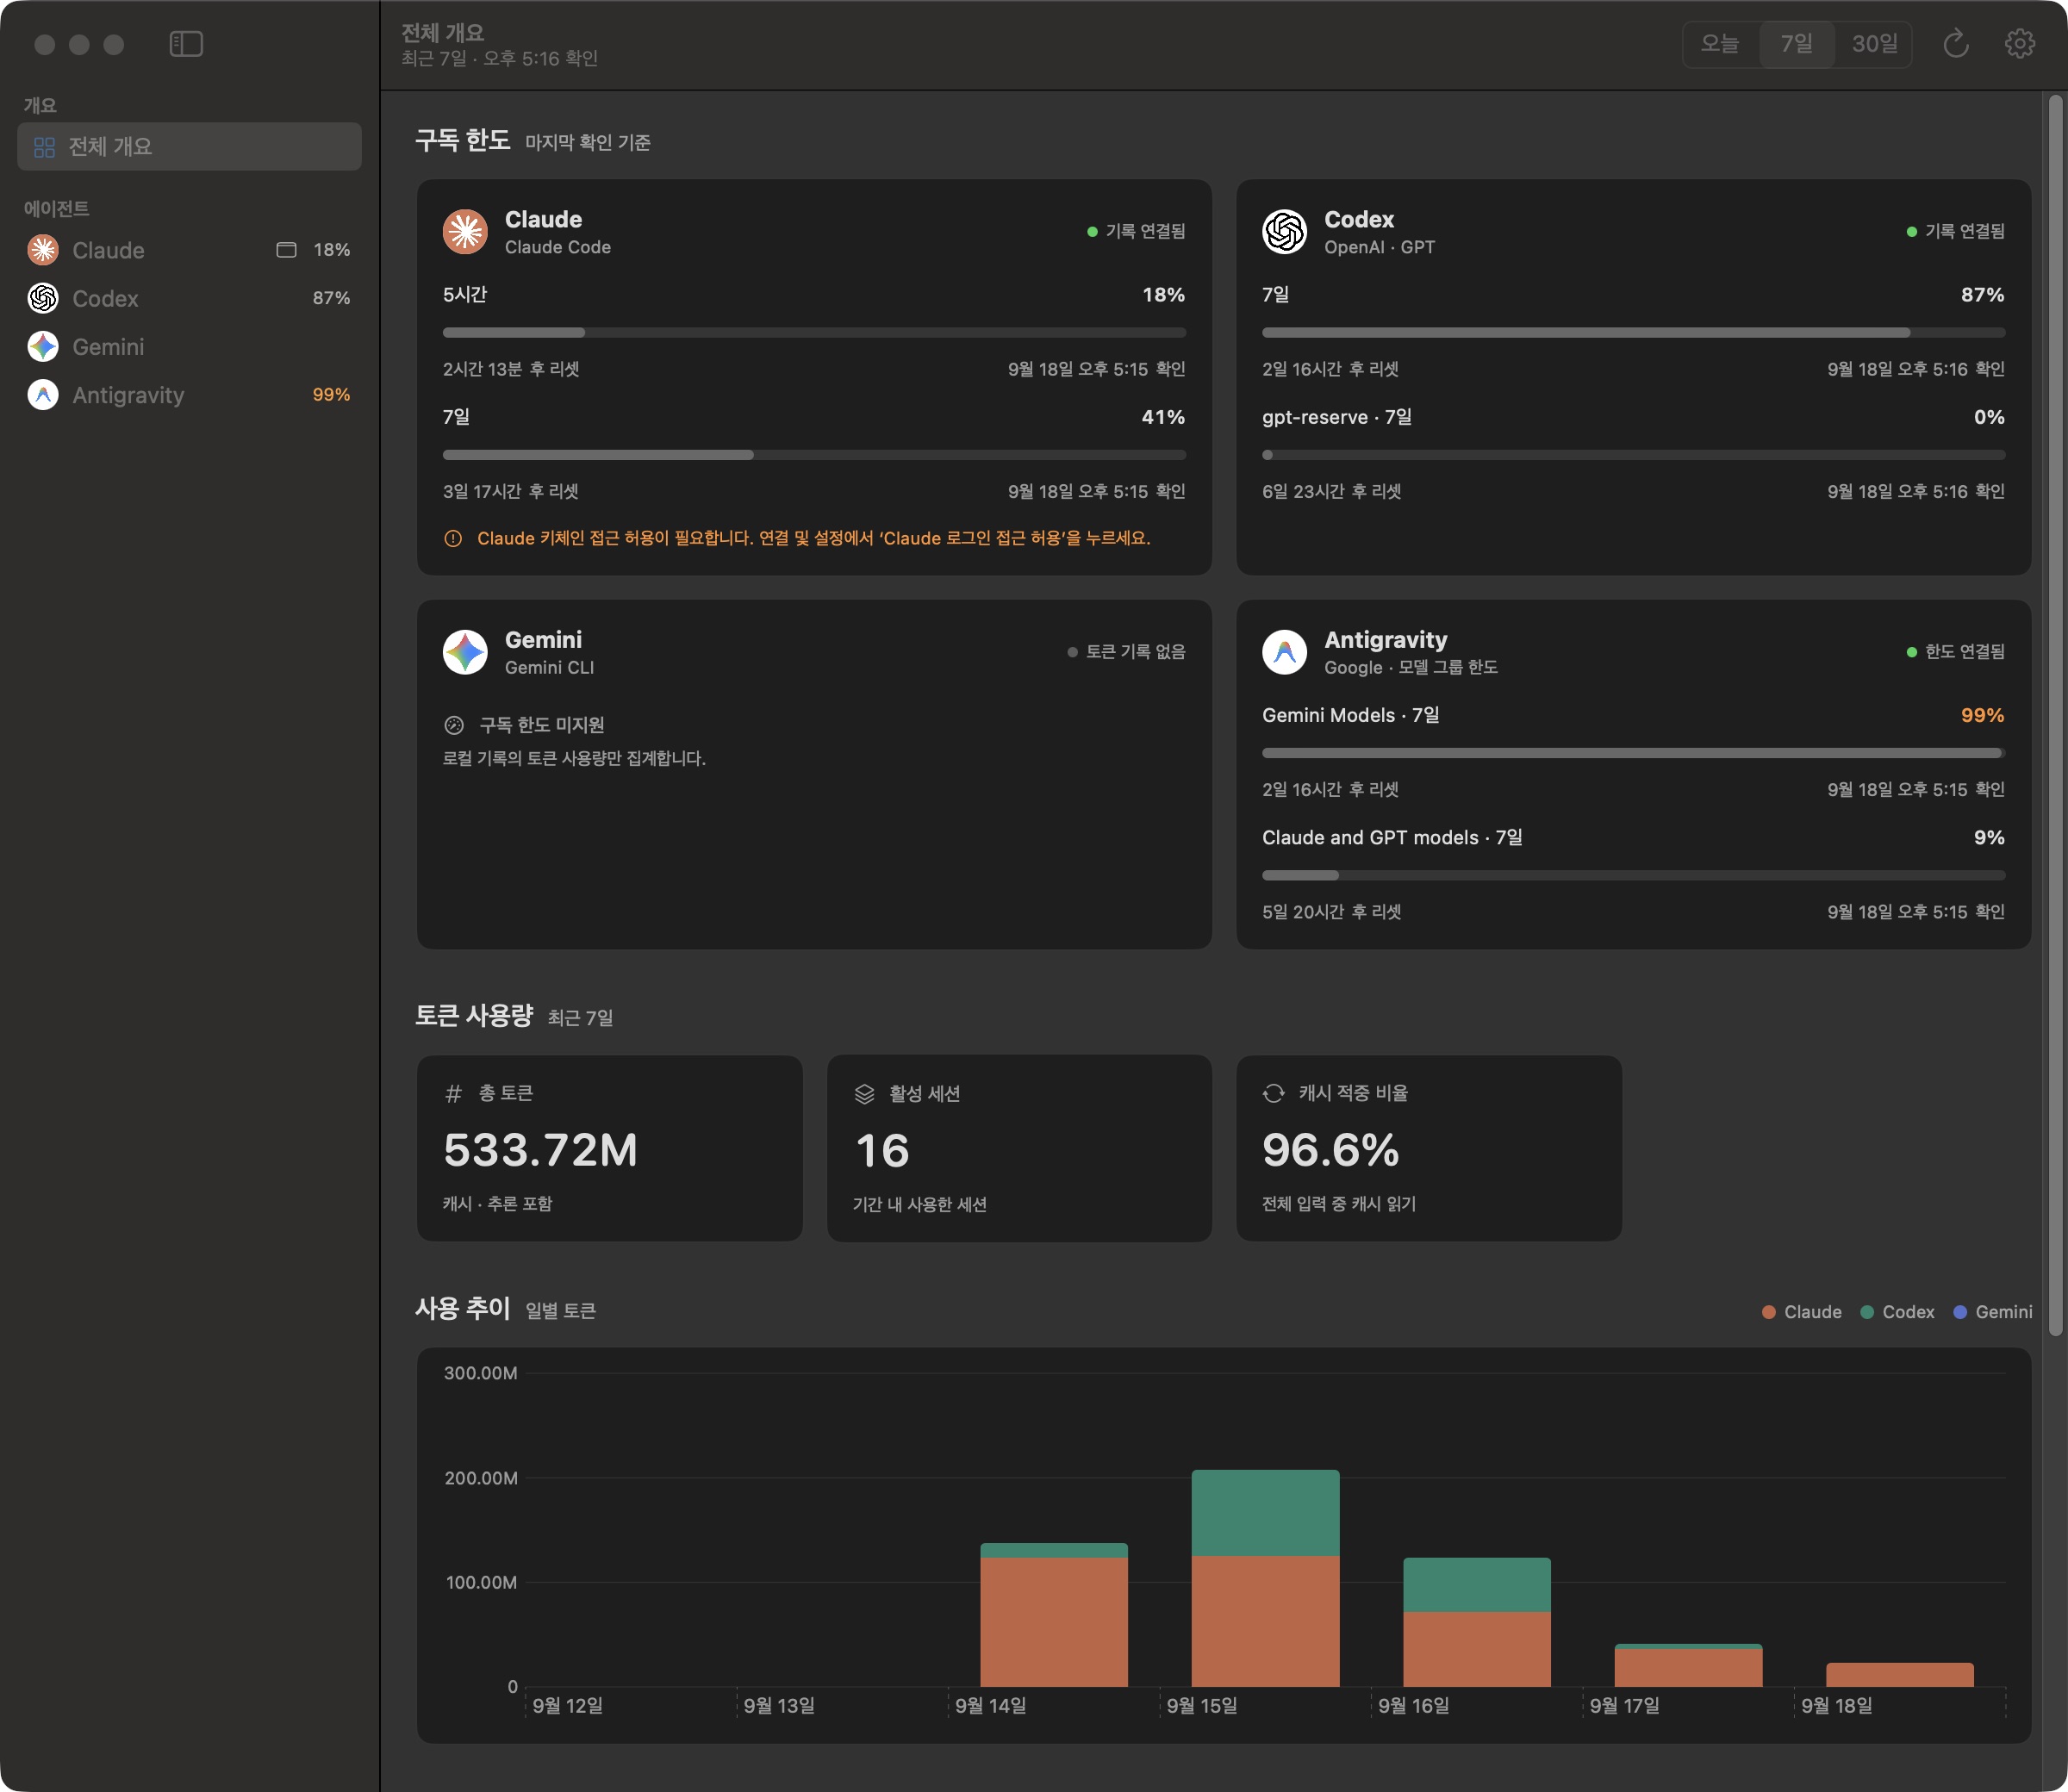 전체 개요
최근 7일 · 오후 5:16 확인
오늘
7일
30일
개요
전체 개요
에이전트
Claude
18%
Codex
87%
Gemini
Antigravity
99%
구독 한도
마지막 확인 기준
Claude
Claude Code
기록 연결됨
5시간
18%
2시간 13분 후 리셋
9월 18일 오후 5:15 확인
7일
41%
3일 17시간 후 리셋
9월 18일 오후 5:15 확인
Claude 키체인 접근 허용이 필요합니다. 연결 및 설정에서 ‘Claude 로그인 접근 허용’을 누르세요.
Codex
OpenAI · GPT
기록 연결됨
7일
87%
2일 16시간 후 리셋
9월 18일 오후 5:16 확인
gpt-reserve · 7일
0%
6일 23시간 후 리셋
9월 18일 오후 5:16 확인
Gemini
Gemini CLI
토큰 기록 없음
구독 한도 미지원
로컬 기록의 토큰 사용량만 집계합니다.
Antigravity
Google · 모델 그룹 한도
한도 연결됨
Gemini Models · 7일
99%
2일 16시간 후 리셋
9월 18일 오후 5:15 확인
Claude and GPT models · 7일
9%
5일 20시간 후 리셋
9월 18일 오후 5:15 확인
토큰 사용량
최근 7일
# 총 토큰
533.72M
캐시 · 추론 포함
활성 세션
16
기간 내 사용한 세션
캐시 적중 비율
96.6%
전체 입력 중 캐시 읽기
사용 추이
일별 토큰
Claude
Codex
Gemini
300.00M
200.00M
100.00M
0
9월 12일
9월 13일
9월 14일
9월 15일
9월 16일
9월 17일
9월 18일